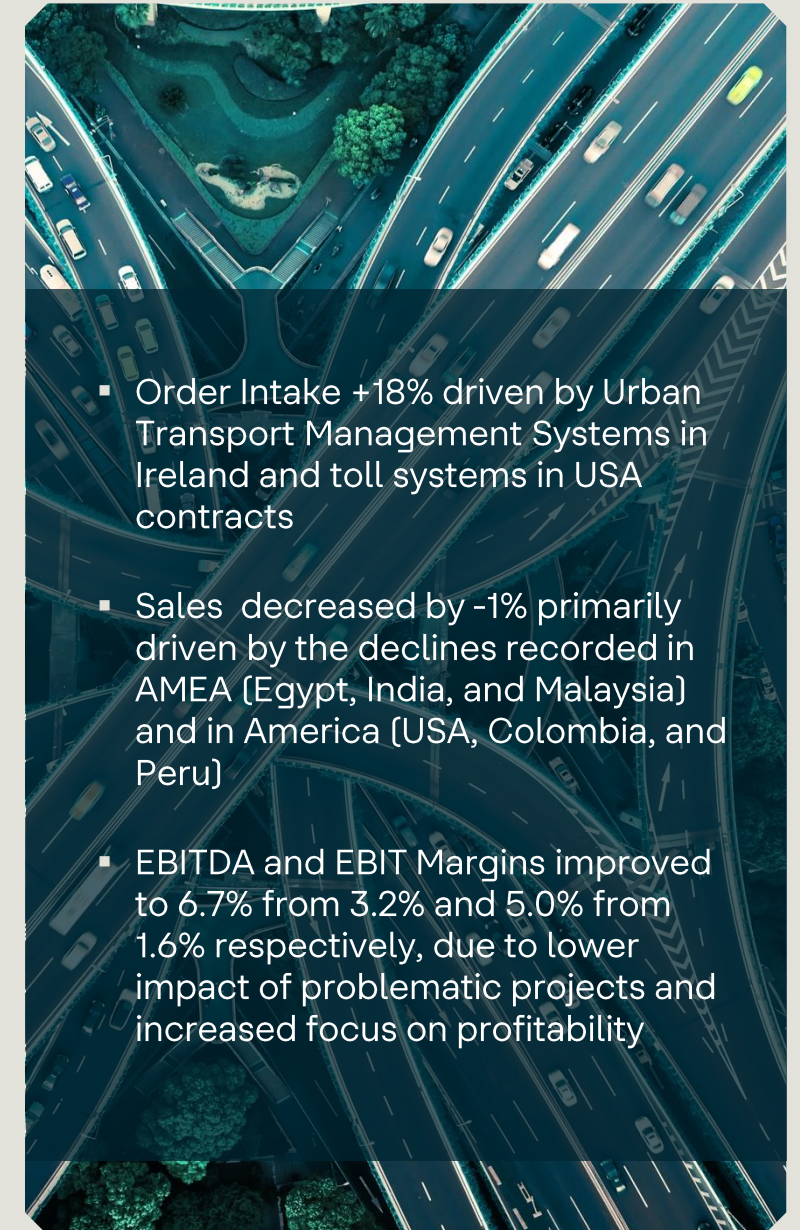 ▪ Order Intake +18% driven by Urban
Transport Management Systems in
Ireland and toll systems in USA
contracts
▪ Sales  decreased by -1% primarily
driven by the declines recorded in
AMEA (Egypt, India, and Malaysia)
and in America (USA, Colombia, and
Peru)
▪ EBITDA and EBIT Margins improved
to 6.7% from 3.2% and 5.0% from
1.6% respectively, due to lower
impact of problematic projects and
increased focus on profitability